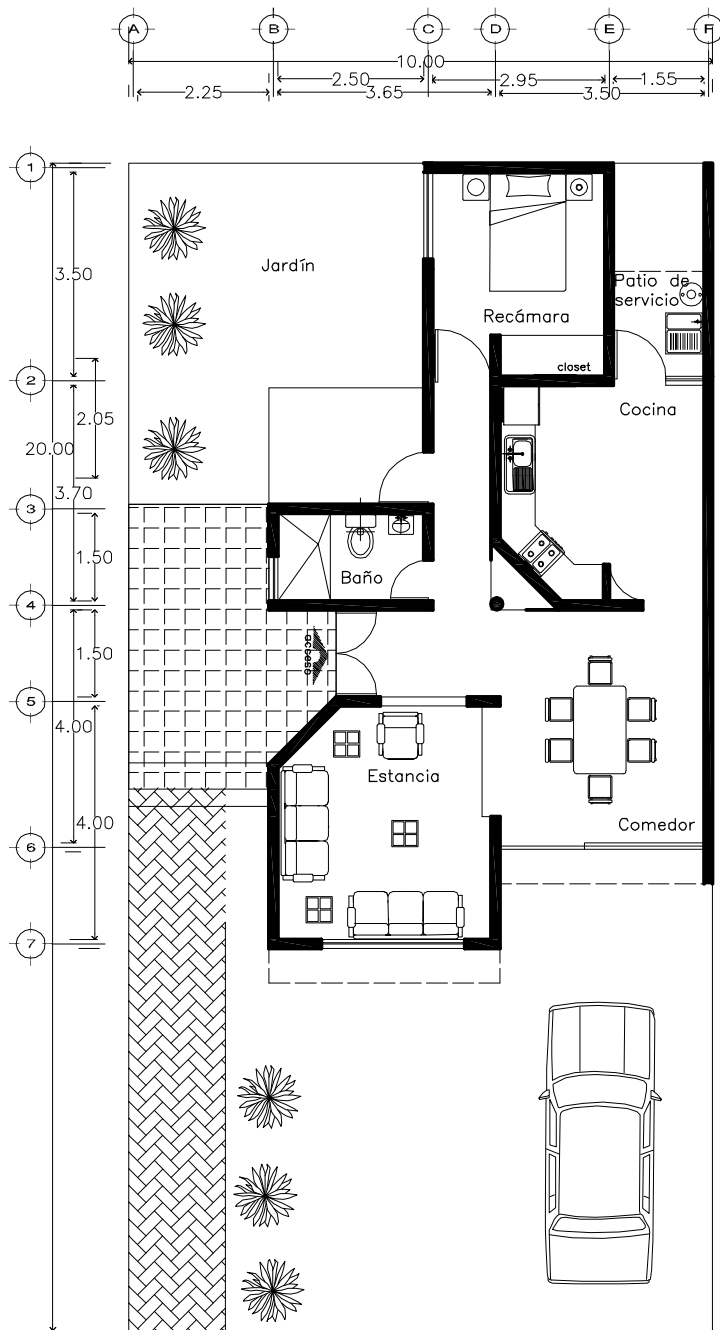 A B C D E F
10.00
2.50 2.95 1.55
2.25 3.65 3.50
1
3.50
Jardín
Patio de
servicio
Recámara
closet
2
Cocina
2.05
20.00
3.70
3
1.50
Baño
4
acceso
1.50
5
4.00
Estancia
4.00
Comedor
6
7